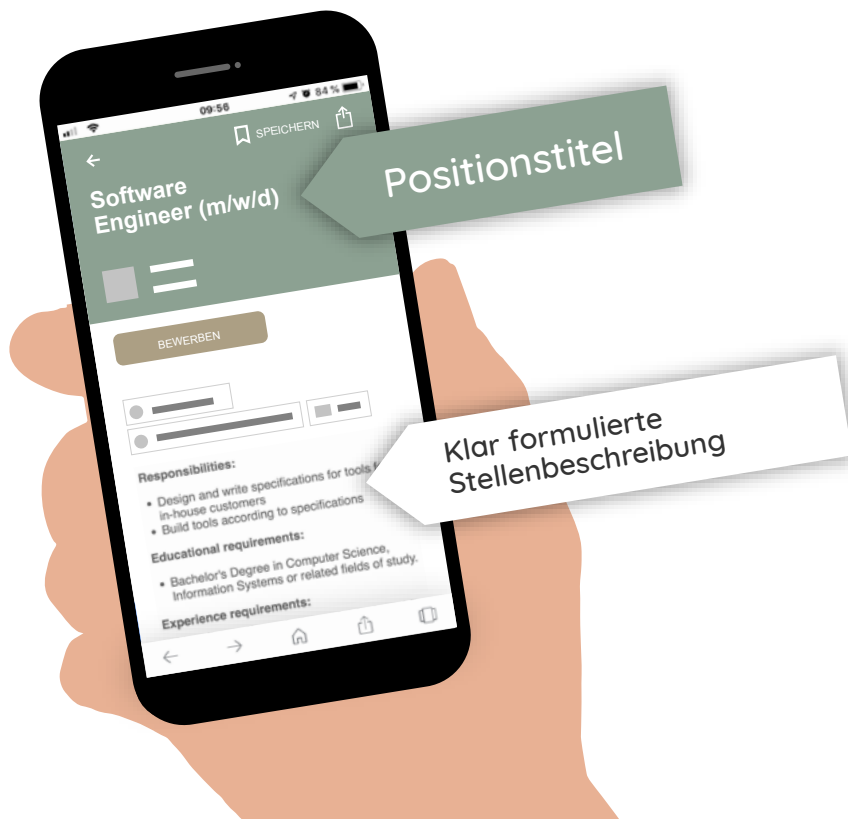 09:56
84 %
SPEICHERN
Software
Engineer (m/w/d)
Positionstitel
BEWERBEN
Klar formulierte
Stellenbeschreibung
Responsibilities:
• Design and write specifications for tools
in-house customers
• Build tools according to specifications
Educational requirements:
• Bachelor's Degree in Computer Science,
Information Systems or related fields of study.
Experience requirements: